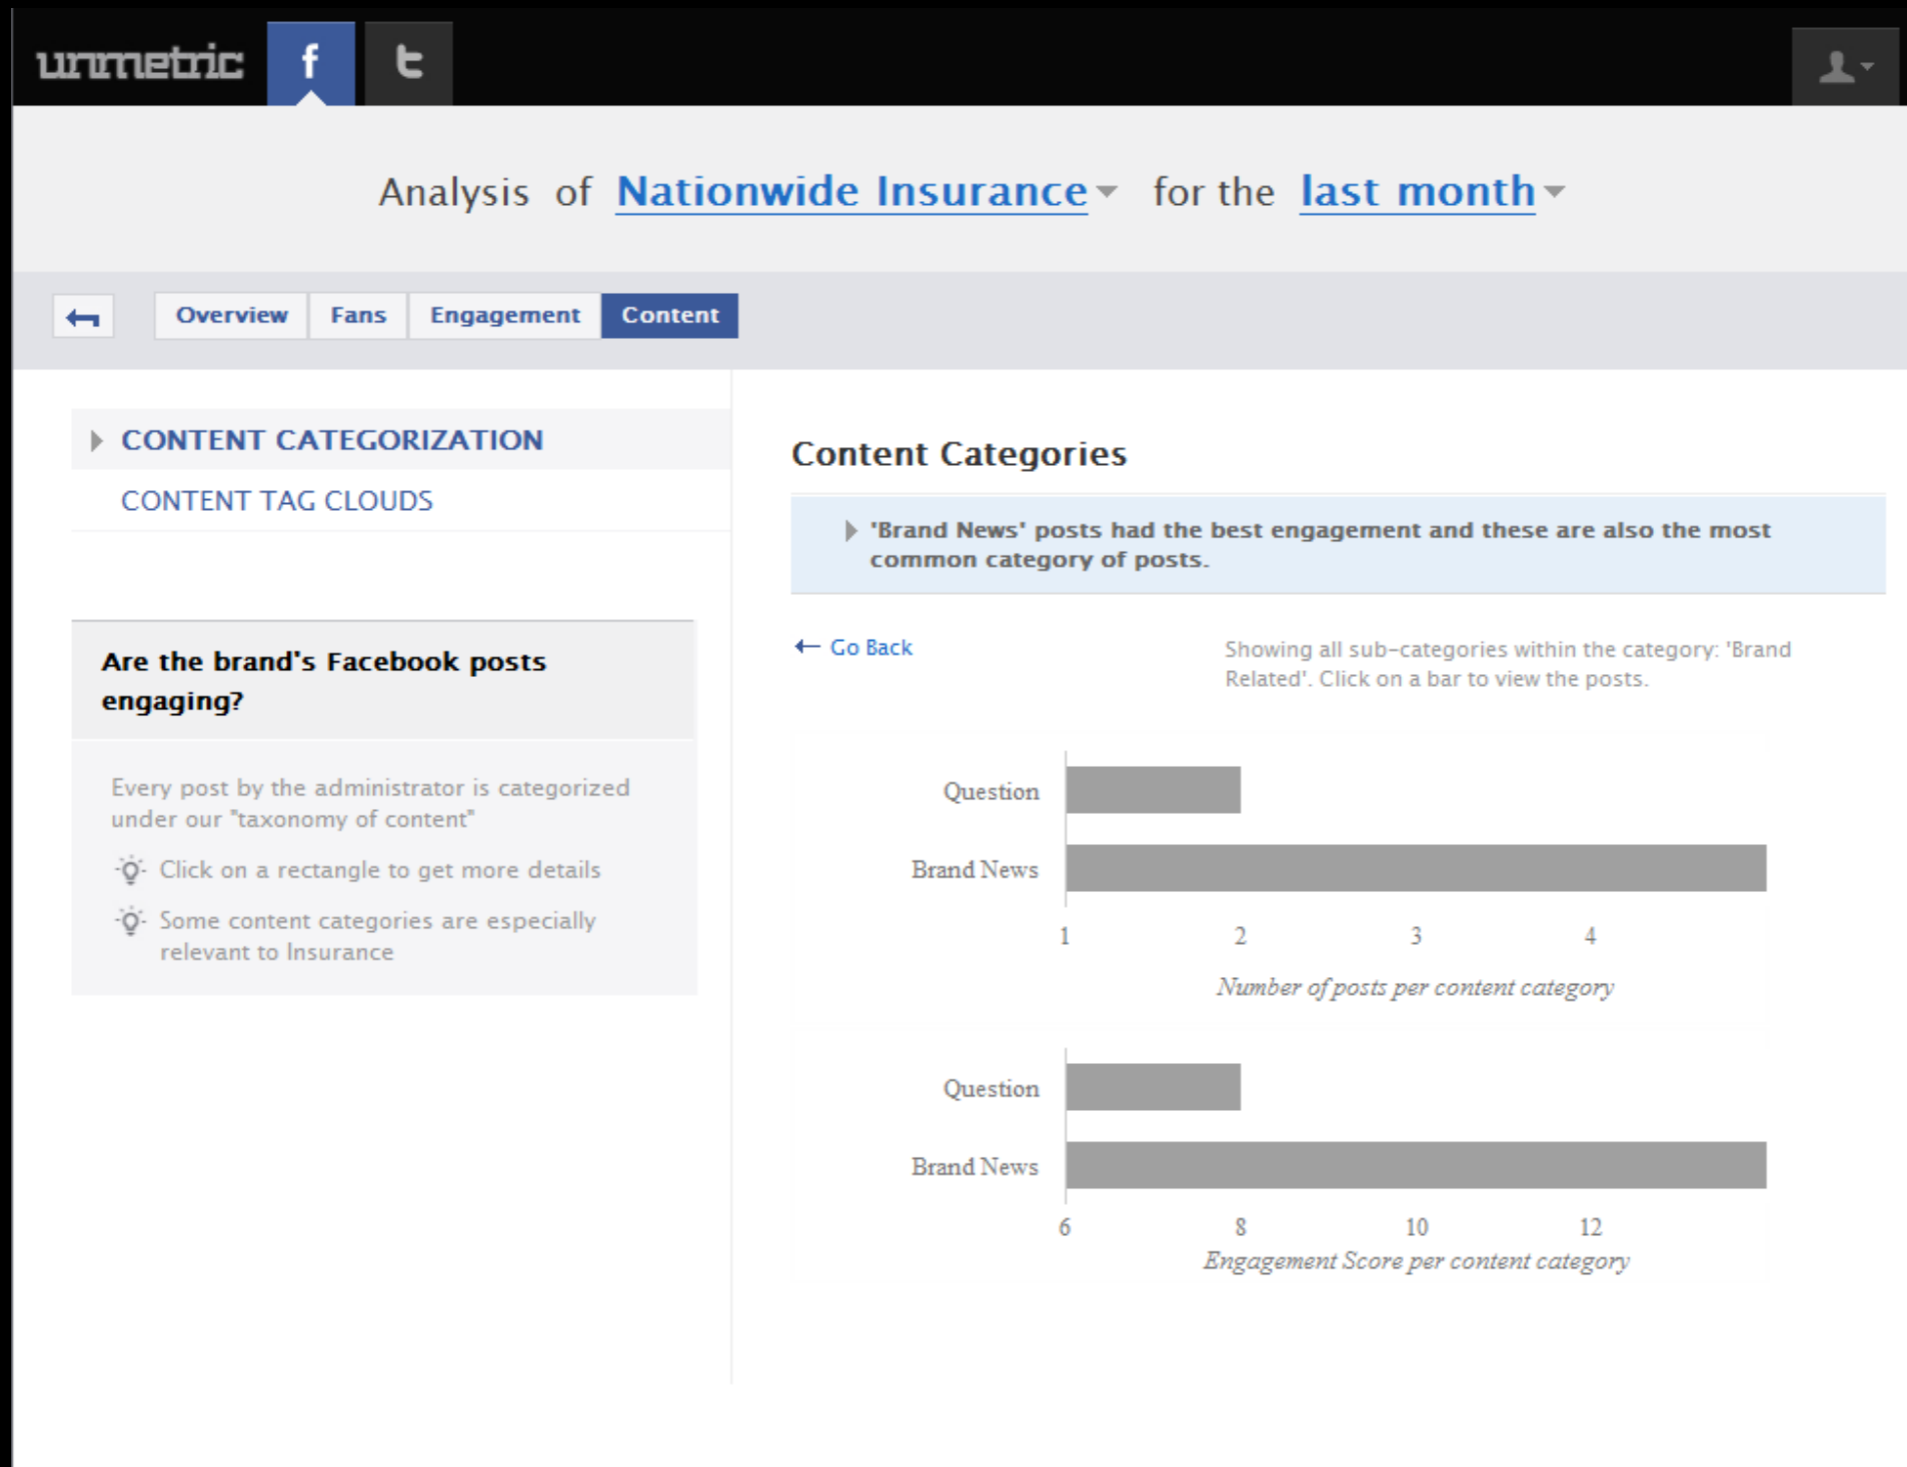 unmetric
f t
Analysis of Nationwide Insurance for the last month
Overview Fans Engagement Content
CONTENT CATEGORIZATION
CONTENT TAG CLOUDS
Are the brand's Facebook posts
engaging?
Every post by the administrator is categorized
under our "taxonomy of content"
Click on a rectangle to get more details
Some content categories are especially
relevant to Insurance
Content Categories
'Brand News' posts had the best engagement and these are also the most
common category of posts.
← Go Back
Showing all sub-categories within the category: 'Brand
Related'. Click on a bar to view the posts.
Question
Brand News
1 2 3 4
Number of posts per content category
Question
Brand News
6 8 10 12
Engagement Score per content category